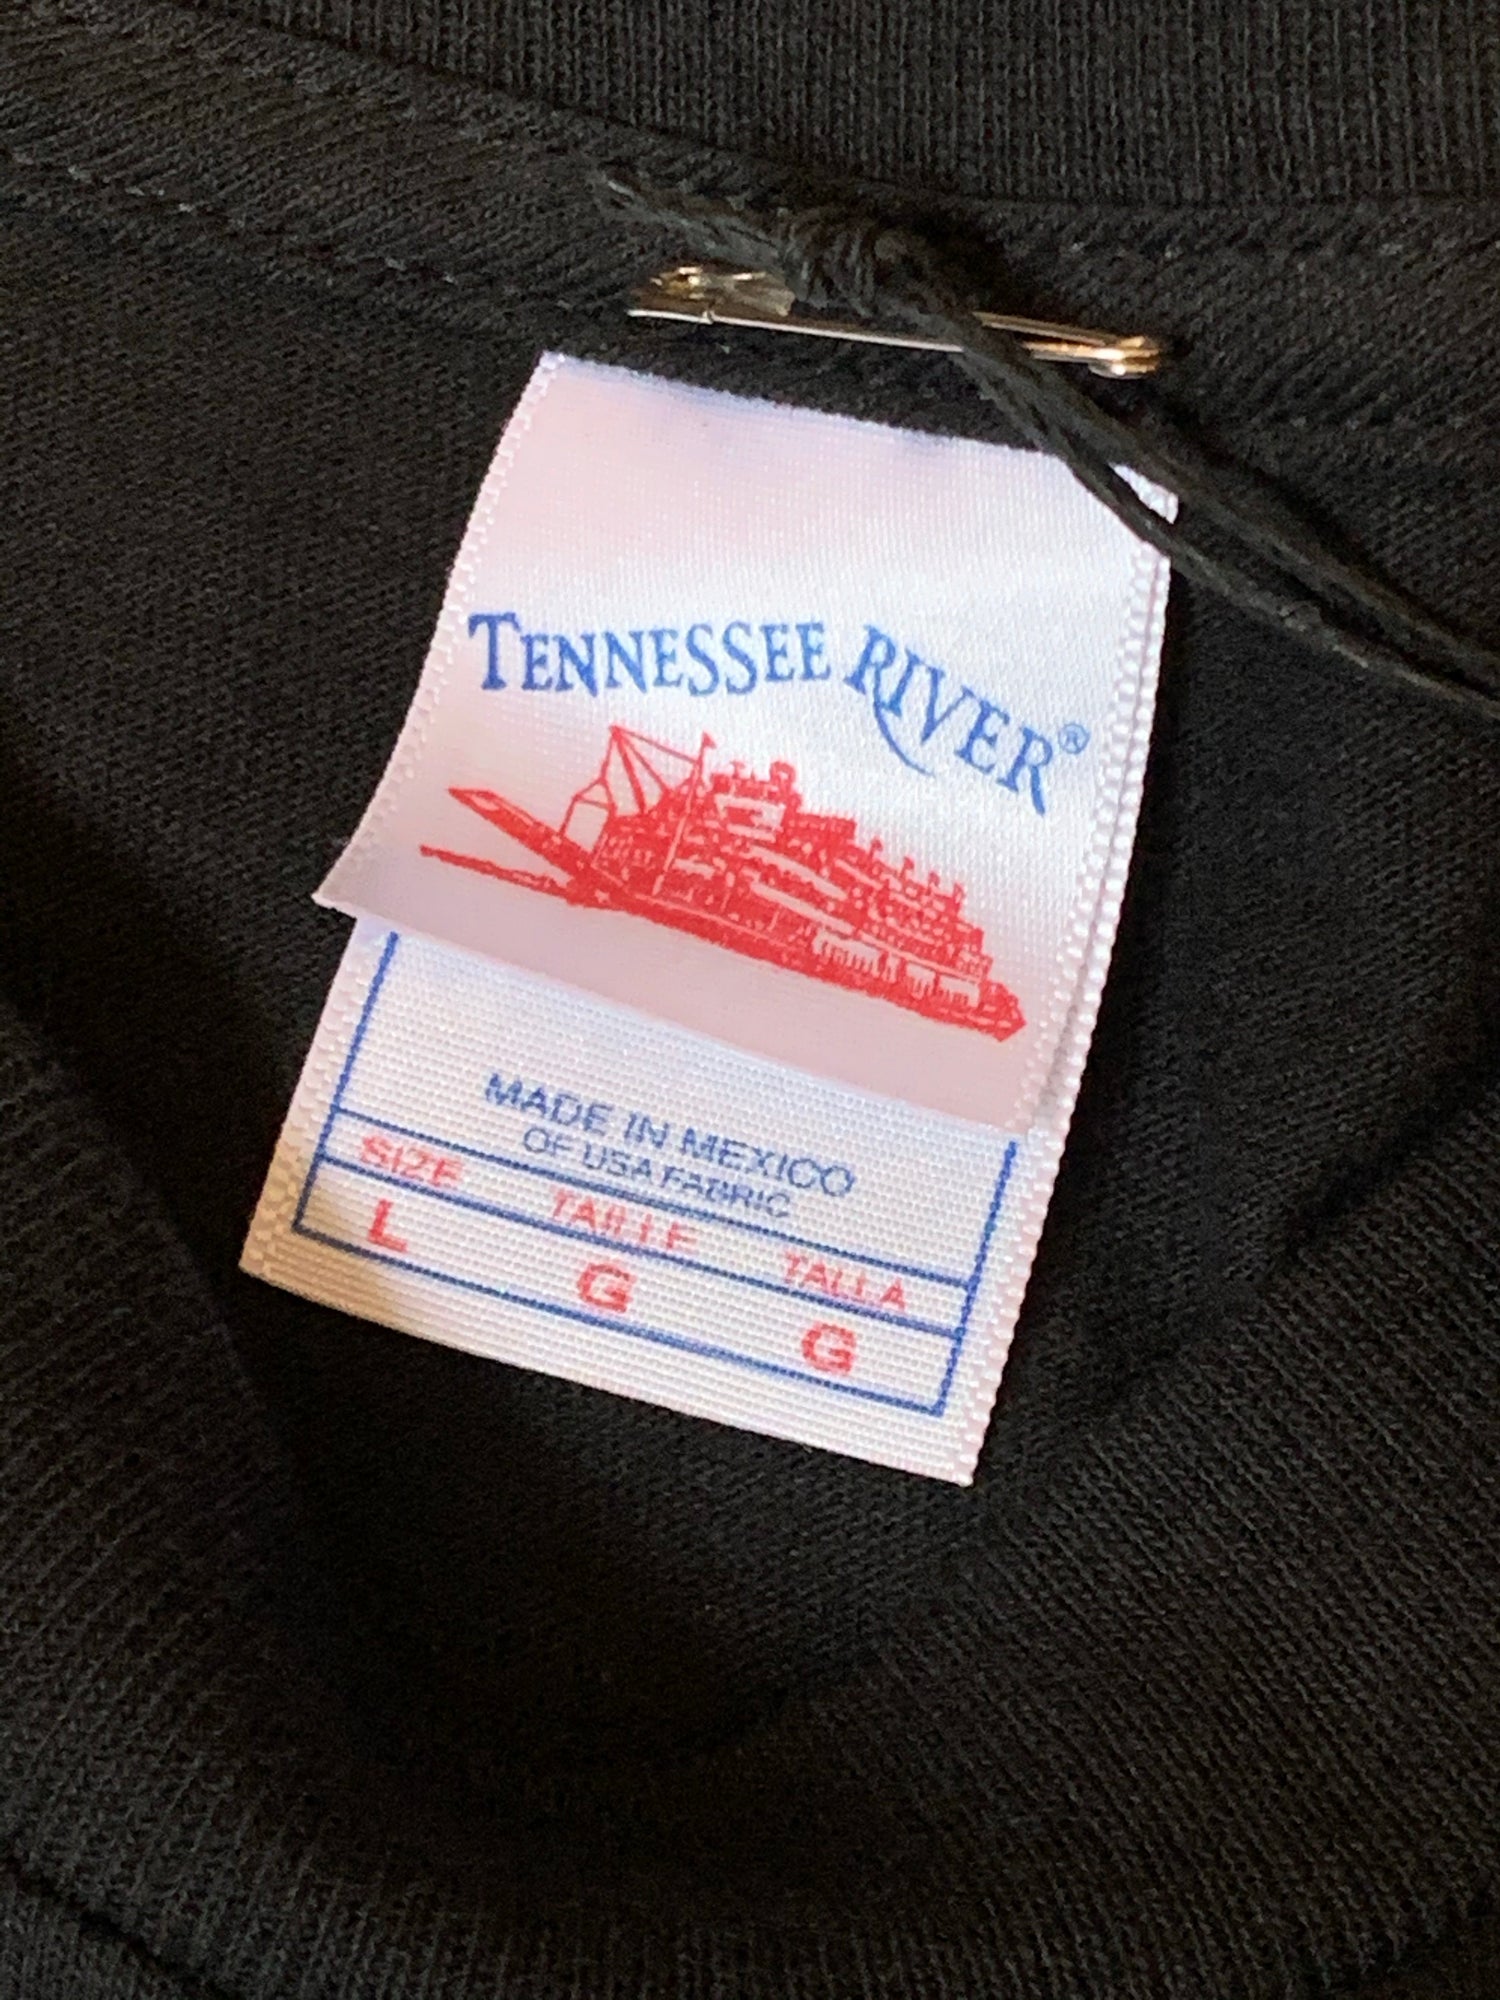 TENNESSEE RIVER®
MADE IN MEXICO
OF USA FABRIC
SIZE TAILLE TALLA
L G G